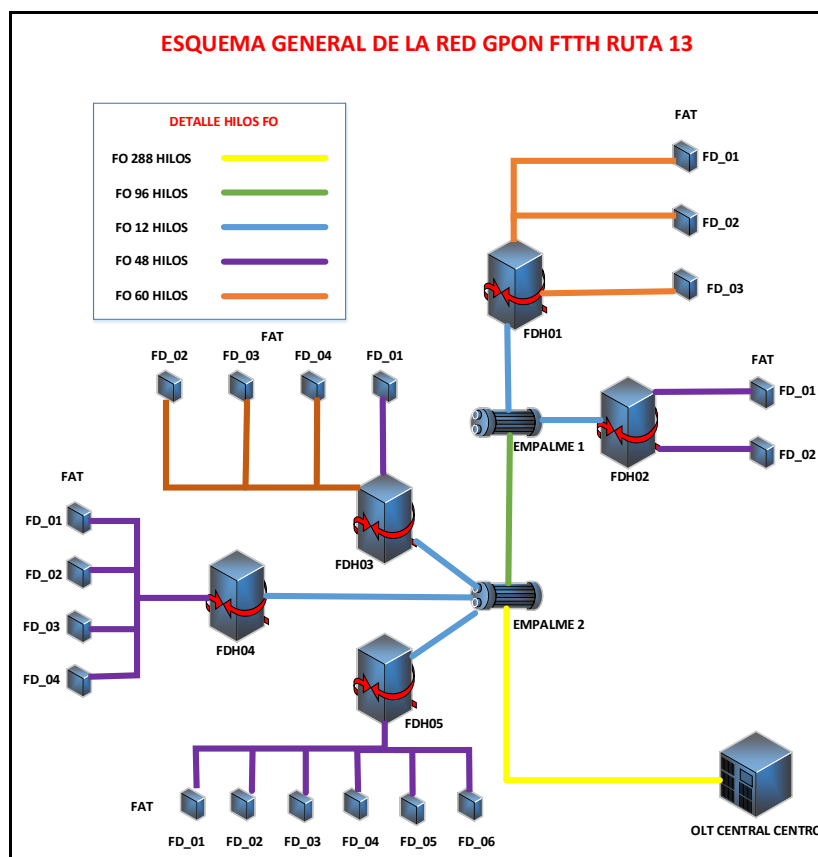 ESQUEMA GENERAL DE LA RED GPON FTTH RUTA 13
DETALLE HILOS FO
FO 288 HILOS
FO 96 HILOS
FO 12 HILOS
FO 48 HILOS
FO 60 HILOS
FAT
FD_01
FD_02
FD_03
FDH01
FAT
FD_02
FD_03
FD_04
FD_01
FAT
FD_01
FD_02
EMPALME 1
FDH02
FAT
FD_01
FD_02
FD_03
FD_04
FDH03
FDH04
EMPALME 2
FDH05
FAT
FD_01
FD_02
FD_03
FD_04
FD_05
FD_06
OLT CENTRAL CENTRO